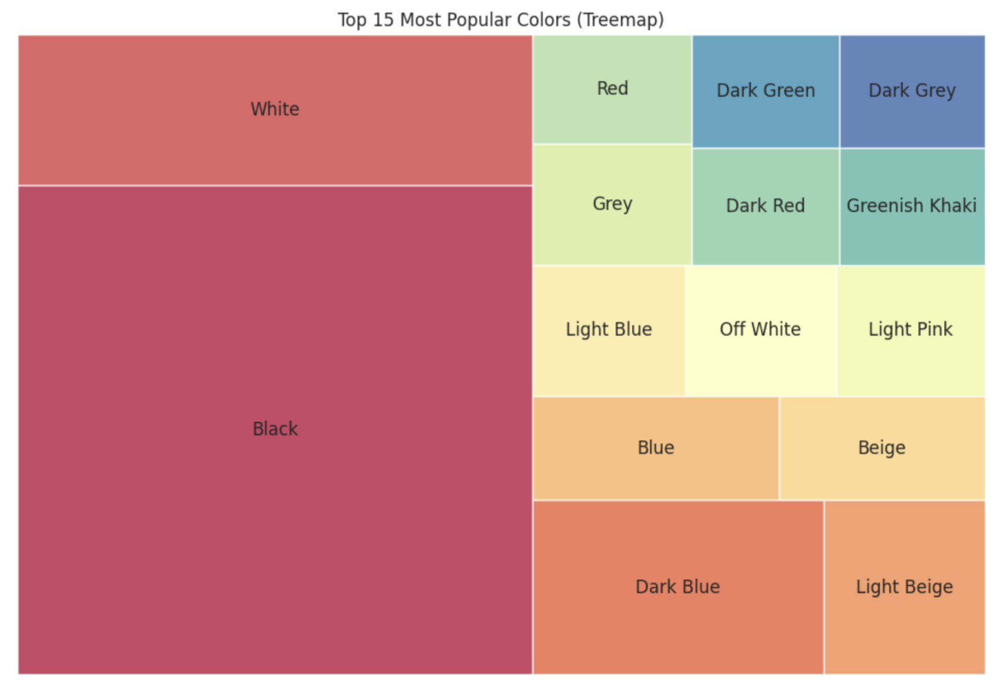 Top 15 Most Popular Colors (Treemap)
White
Black
Red
Dark Green
Dark Grey
Grey
Dark Red
Greenish Khaki
Light Blue
Off White
Light Pink
Blue
Beige
Dark Blue
Light Beige